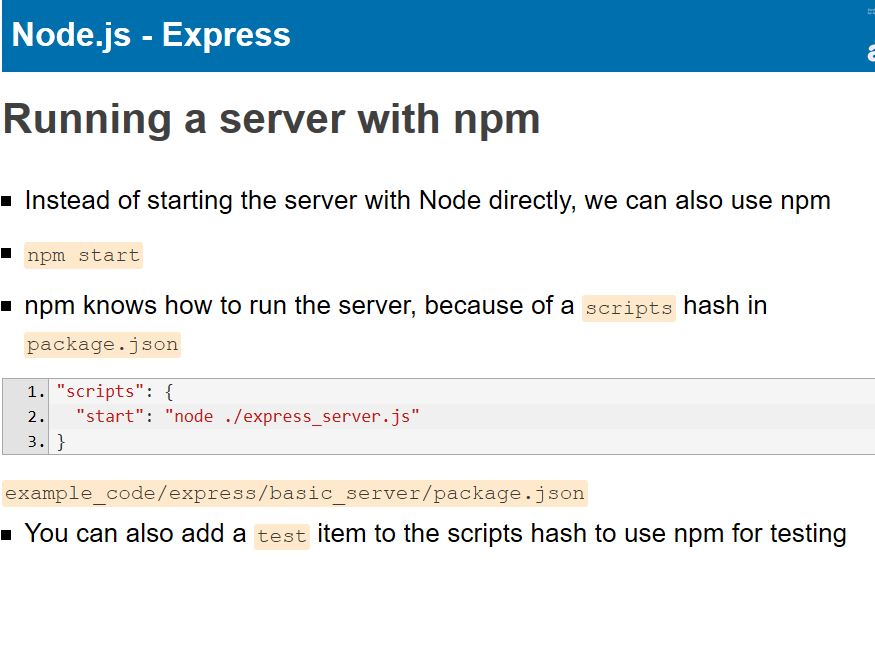 Node.js - Express
Running a server with npm
Instead of starting the server with Node directly, we can also use npm
npm start
npm knows how to run the server, because of a scripts hash in
package.json
1. "scripts": {
2.   "start": "node ./express_server.js"
3. }
example_code/express/basic_server/package.json
You can also add a test item to the scripts hash to use npm for testing